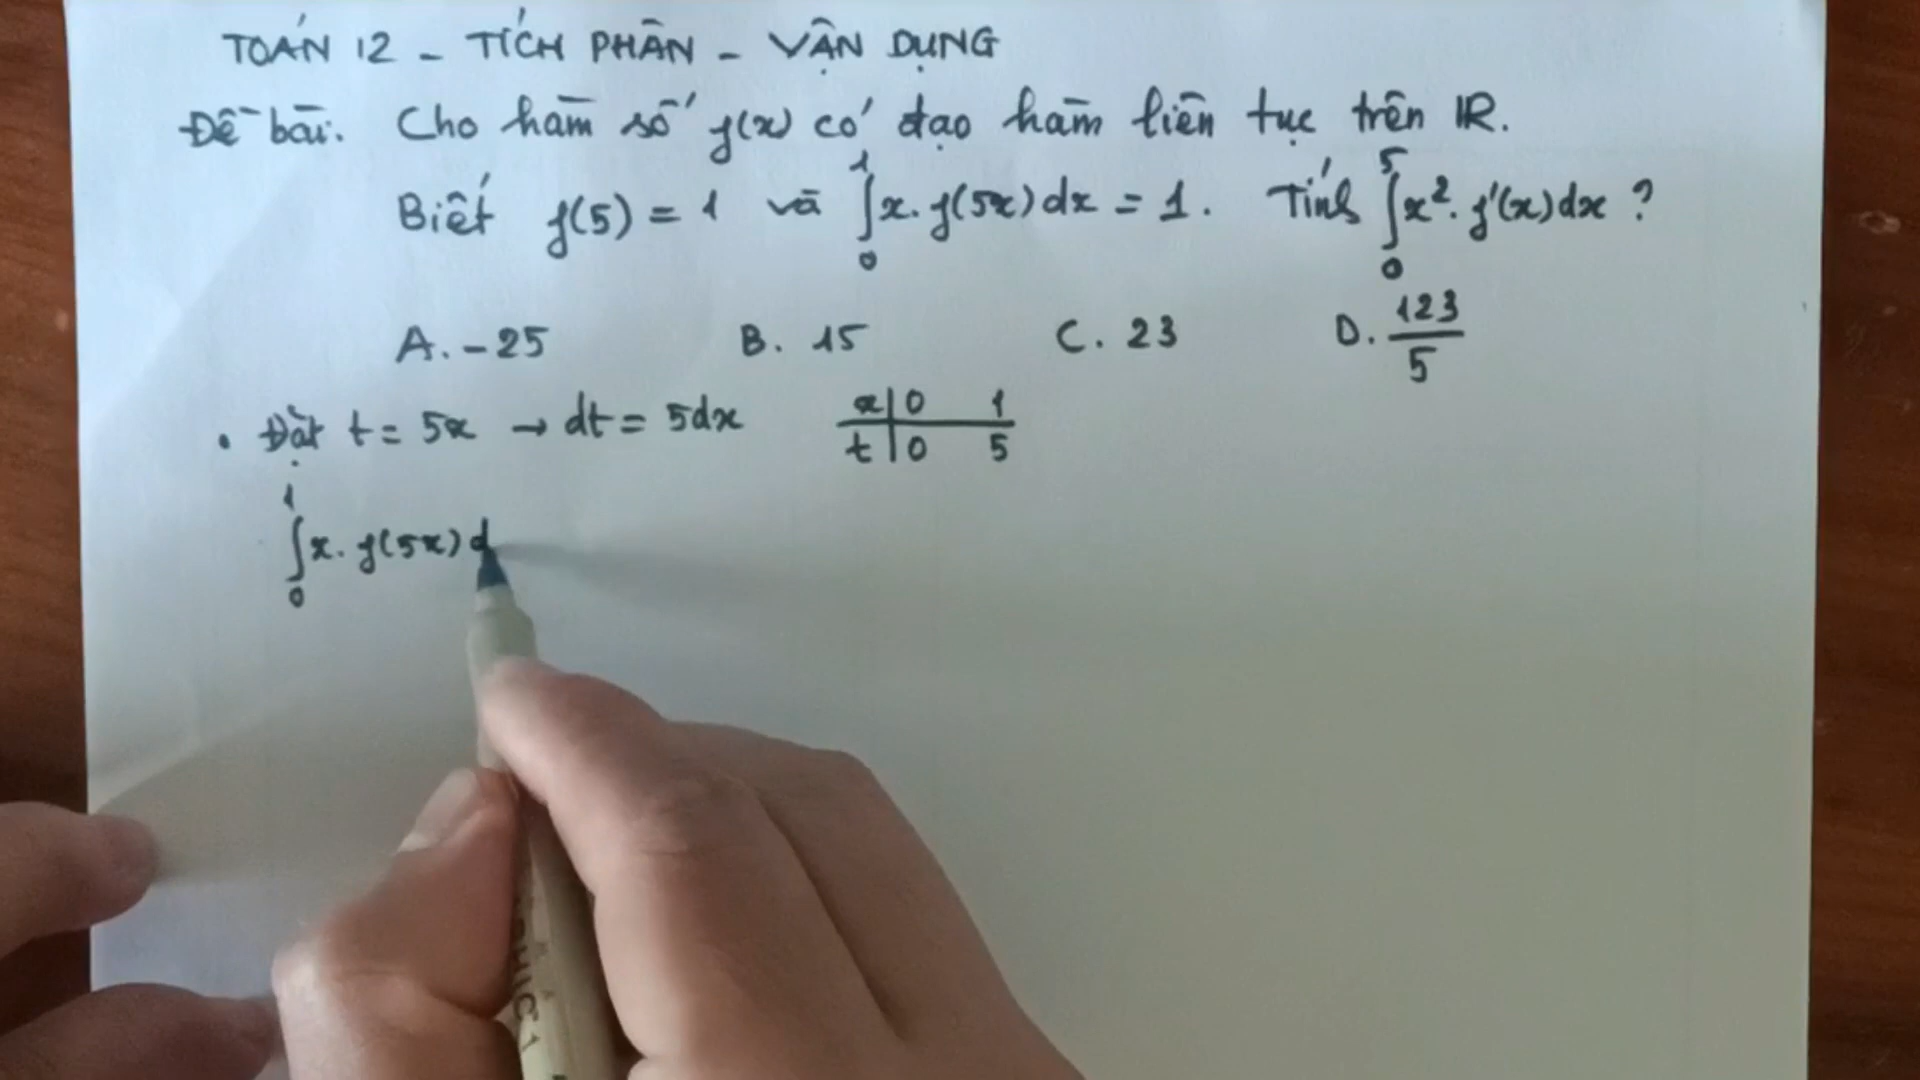 TOÁN 12 - TÍCH PHÂN - VẬN DỤNG
Đề bài. Cho hàm số f(x) có đạo hàm liên tục trên ℝ.
Biết f(5) = 1 và ∫₀¹ x.f(5x)dx = 1. Tính ∫₀⁵ x².f'(x)dx ?
A. -25 B. 15 C. 23 D. 123/5
• Đặt t = 5x → dt = 5dx x | 0 1
t | 0 5
∫₀¹ x.f(5x)d